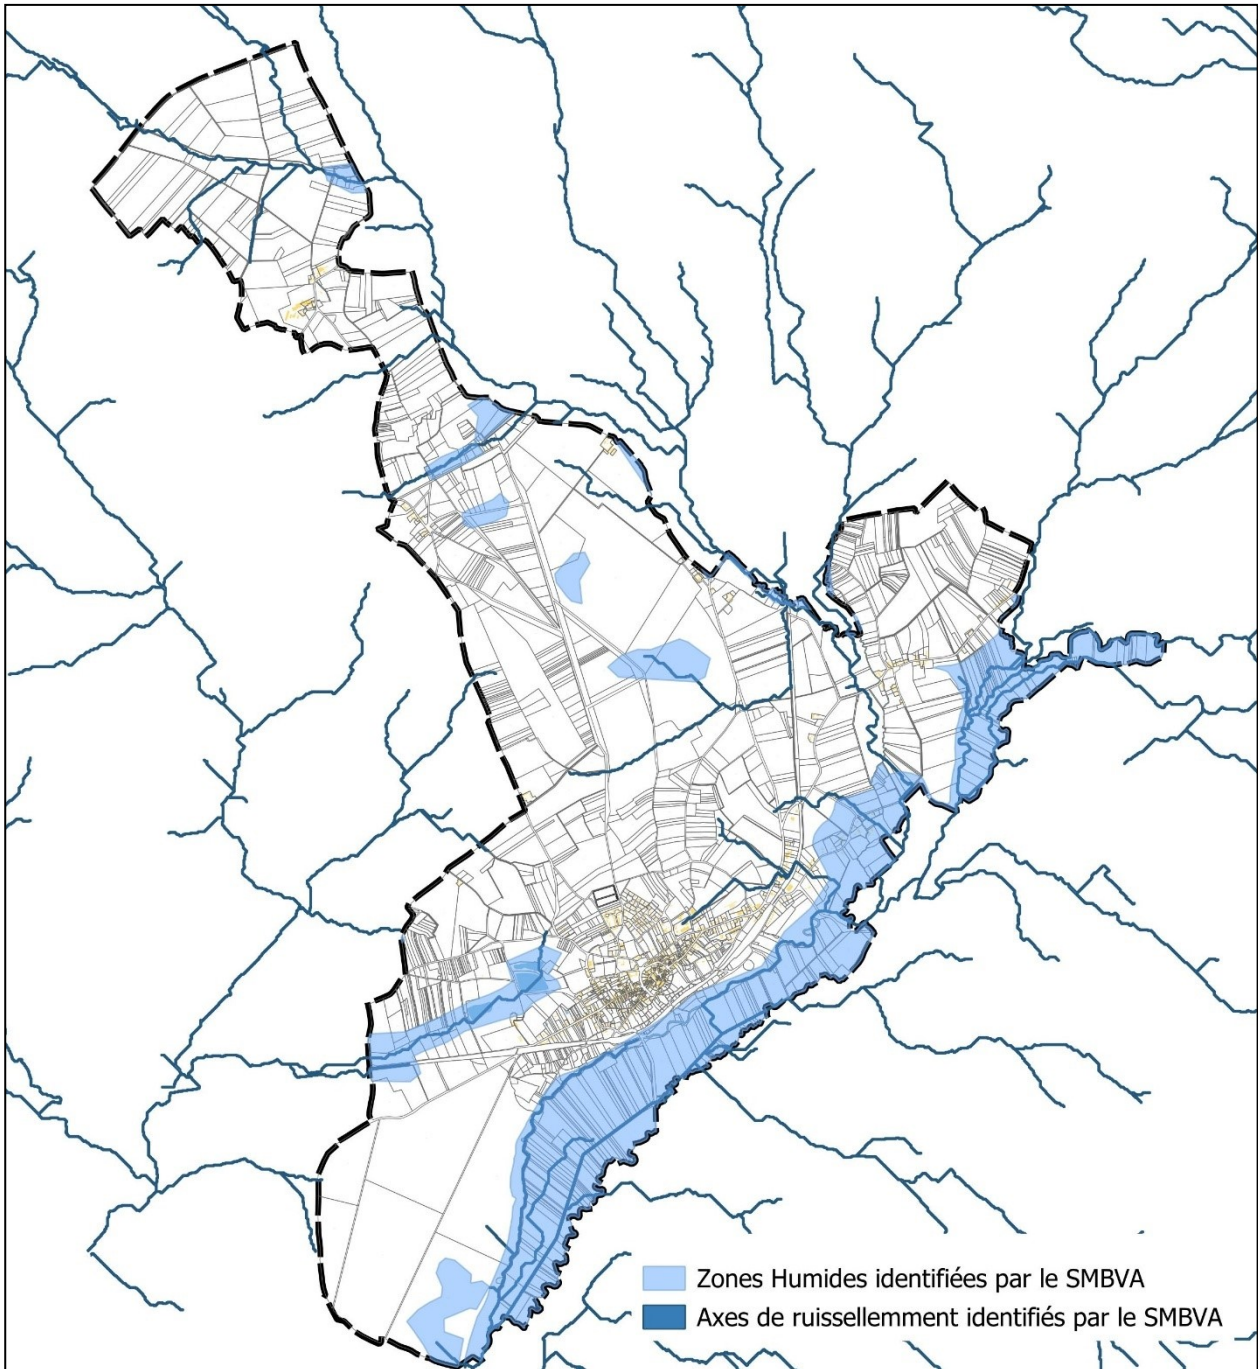 Zones Humides identifiées par le SMBVA
Axes de ruissellemment identifiés par le SMBVA